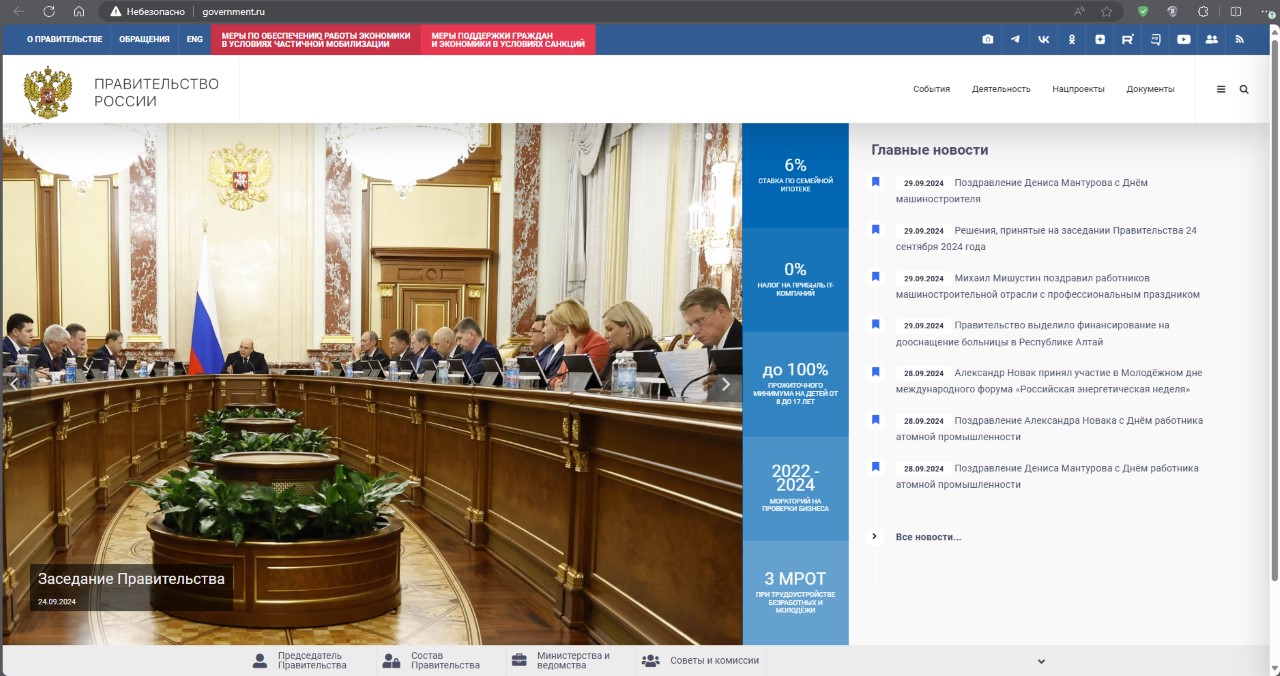 Небезопасно
government.ru
О ПРАВИТЕЛЬСТВЕ
ОБРАЩЕНИЯ
ENG
МЕРЫ ПО ОБЕСПЕЧЕНИЮ РАБОТЫ ЭКОНОМИКИ
В УСЛОВИЯХ ЧАСТИЧНОЙ МОБИЛИЗАЦИИ
МЕРЫ ПОДДЕРЖКИ ГРАЖДАН
И ЭКОНОМИКИ В УСЛОВИЯХ САНКЦИЙ
ПРАВИТЕЛЬСТВО
РОССИИ
События
Деятельность
Нацпроекты
Документы
Заседание Правительства
24.09.2024
6%
СТАВКА ПО СЕМЕЙНОЙ
ИПОТЕКЕ
0%
НАЛОГ НА ПРИБЫЛЬ IT-
КОМПАНИЙ
до 100%
ПРОЖИТОЧНОГО
МИНИМУМА НА ДЕТЕЙ ОТ
8 ДО 17 ЛЕТ
2022 -
2024
МОРАТОРИЙ НА
ПРОВЕРКИ БИЗНЕСА
3 МРОТ
ПРИ ТРУДОУСТРОЙСТВЕ
БЕЗРАБОТНЫХ И
МОЛОДЁЖИ
Главные новости
29.09.2024 Поздравление Дениса Мантурова с Днём
машиностроителя
29.09.2024 Решения, принятые на заседании Правительства 24
сентября 2024 года
29.09.2024 Михаил Мишустин поздравил работников
машиностроительной отрасли с профессиональным праздником
29.09.2024 Правительство выделило финансирование на
дооснащение больницы в Республике Алтай
28.09.2024 Александр Новак принял участие в Молодёжном дне
международного форума «Российская энергетическая неделя»
28.09.2024 Поздравление Александра Новака с Днём работника
атомной промышленности
28.09.2024 Поздравление Дениса Мантурова с Днём работника
атомной промышленности
Все новости...
Председатель
Правительства
Состав
Правительства
Министерства и
ведомства
Советы и комиссии